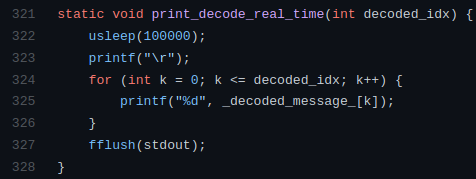 321 static void print_decode_real_time(int decoded_idx) {
322     usleep(100000);
323     printf("\r");
324     for (int k = 0; k <= decoded_idx; k++) {
325         printf("%d", _decoded_message_[k]);
326     }
327     fflush(stdout);
328 }